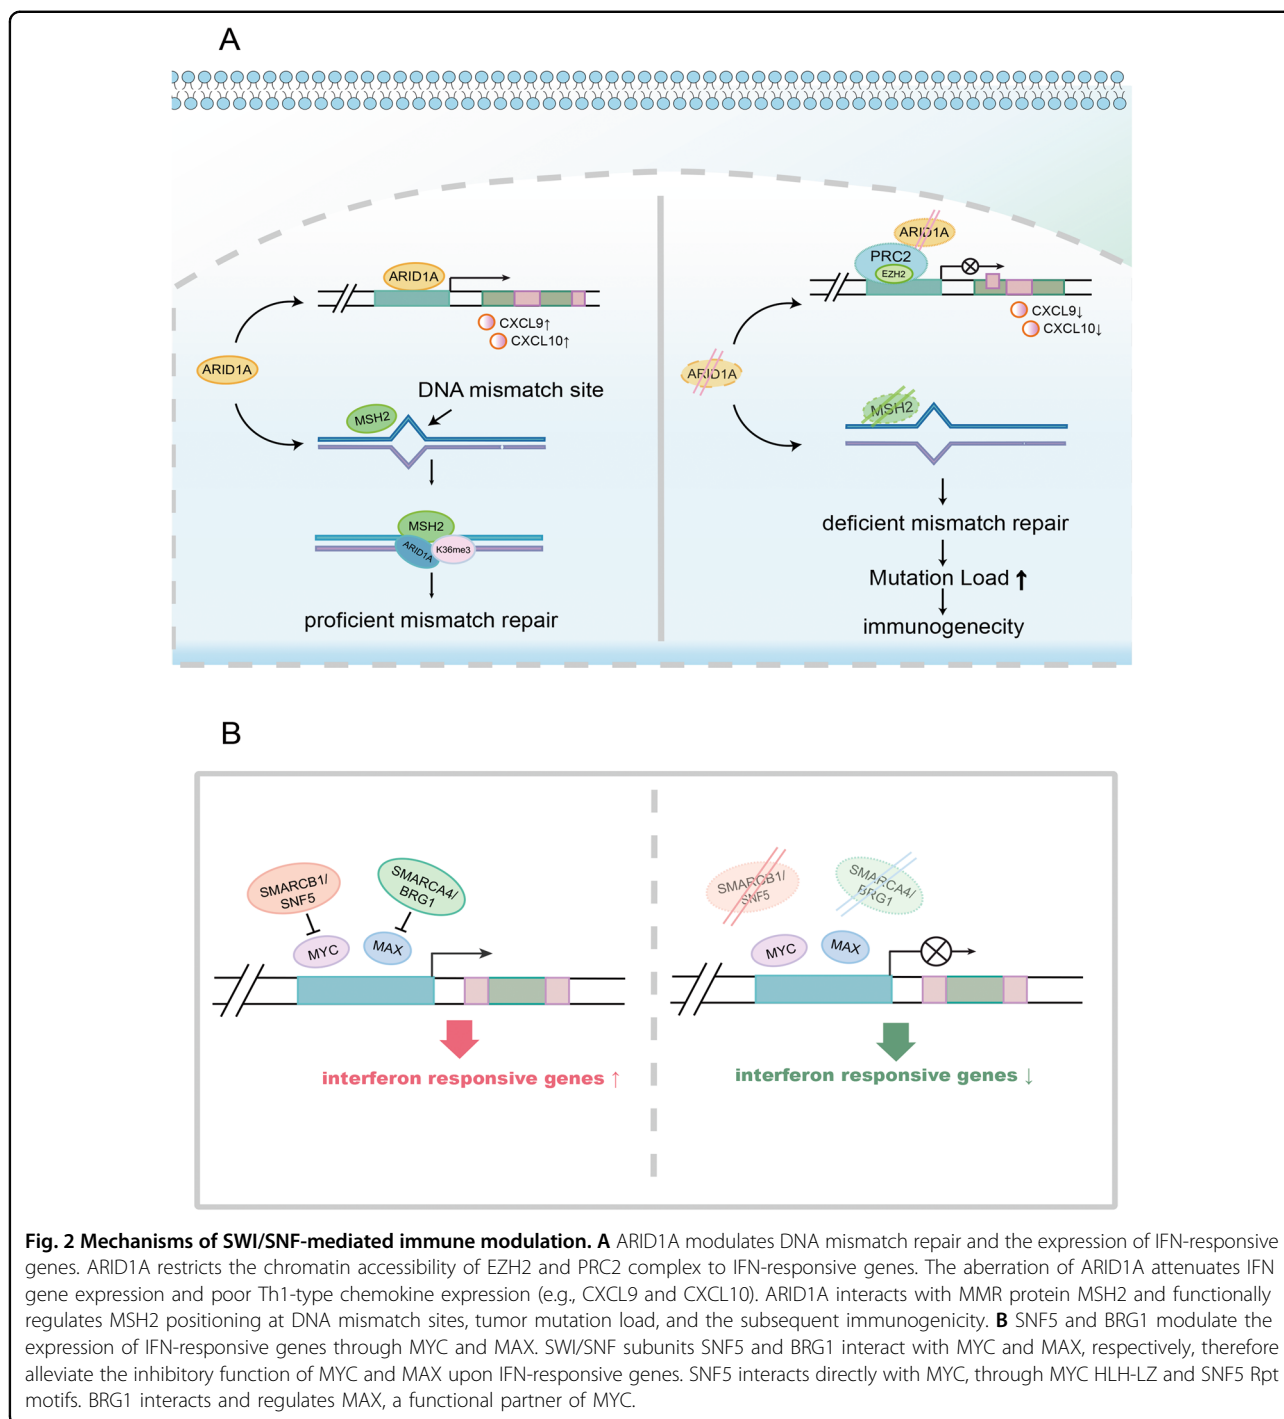 A
ARID1A
CXCL9↑
CXCL10↑
ARID1A
DNA mismatch site
MSH2
MSH2
ARID1A
K36me3
proficient mismatch repair
ARID1A
PRC2
EZH2
CXCL9↓
CXCL10↓
ARID1A
MSH2
deficient mismatch repair
Mutation Load ↑
immunogenecity
B
SMARCB1/
SNF5
SMARCA4/
BRG1
MYC
MAX
interferon responsive genes ↑
SMARCB1/
SNF5
SMARCA4/
BRG1
MYC
MAX
interferon responsive genes ↓
Fig. 2 Mechanisms of SWI/SNF-mediated immune modulation. A ARID1A modulates DNA mismatch repair and the expression of IFN-responsive
genes. ARID1A restricts the chromatin accessibility of EZH2 and PRC2 complex to IFN-responsive genes. The aberration of ARID1A attenuates IFN
gene expression and poor Th1-type chemokine expression (e.g., CXCL9 and CXCL10). ARID1A interacts with MMR protein MSH2 and functionally
regulates MSH2 positioning at DNA mismatch sites, tumor mutation load, and the subsequent immunogenicity. B SNF5 and BRG1 modulate the
expression of IFN-responsive genes through MYC and MAX. SWI/SNF subunits SNF5 and BRG1 interact with MYC and MAX, respectively, therefore
alleviate the inhibitory function of MYC and MAX upon IFN-responsive genes. SNF5 interacts directly with MYC, through MYC HLH-LZ and SNF5 Rpt
motifs. BRG1 interacts and regulates MAX, a functional partner of MYC.